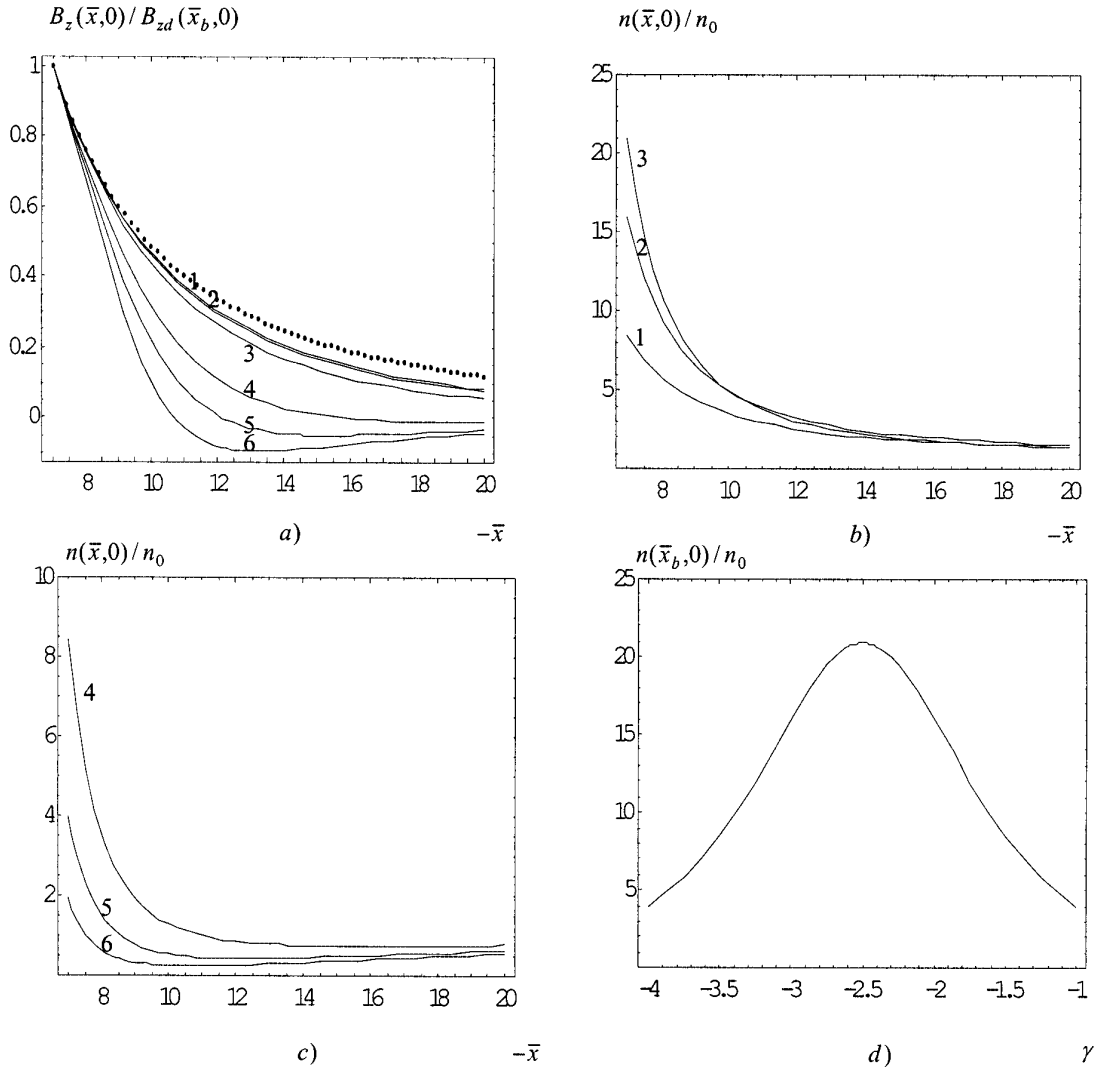 B_z(x̄,0)/B_zd(x̄_b,0)
1
0.8
0.6
0.4
0.2
0
1
2
3
4
5
6
8 10 12 14 16 18 20
a) -x̄
n(x̄,0)/n_0
25
20
15
10
5
3
2
1
8 10 12 14 16 18 20
b) -x̄
n(x̄,0)/n_0
10
8
6
4
2
4
5
6
8 10 12 14 16 18 20
c) -x̄
n(x̄_b,0)/n_0
25
20
15
10
5
-4 -3.5 -3 -2.5 -2 -1.5 -1
d) γ